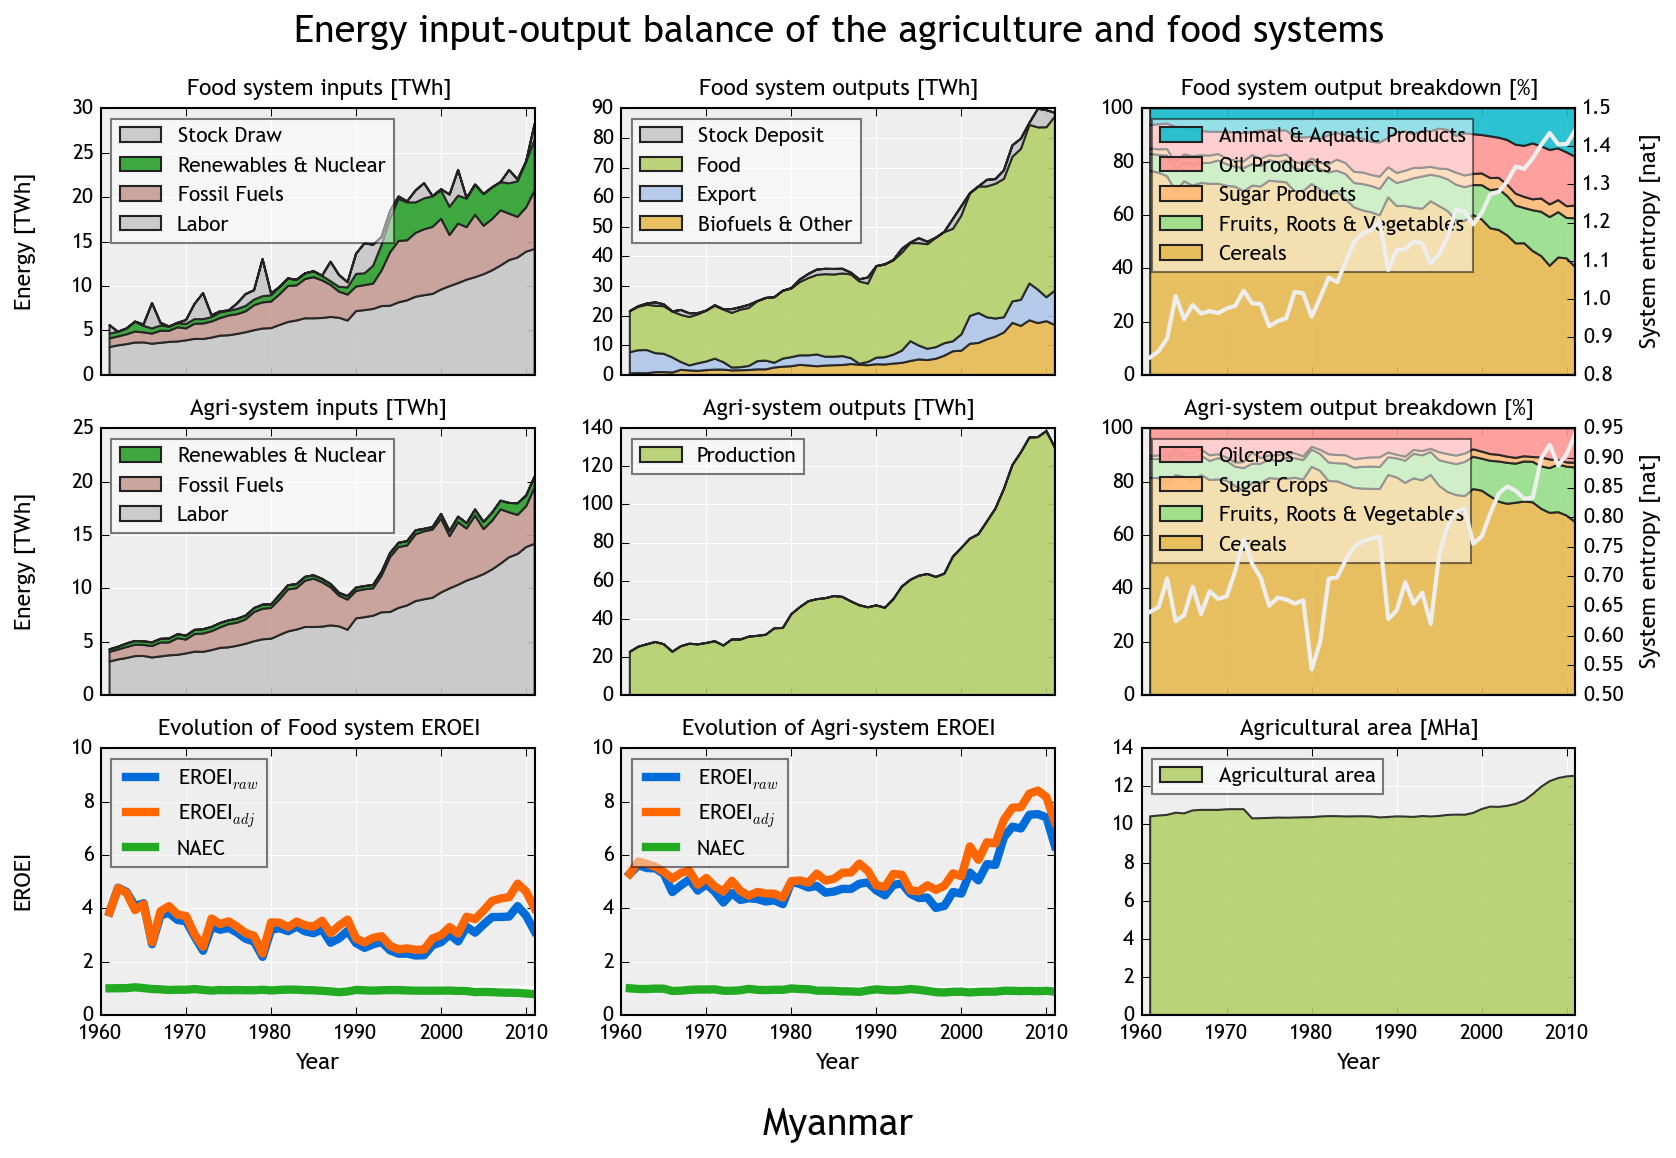 Energy input-output balance of the agriculture and food systems
Food system inputs [TWh]
Energy [TWh]
30
25
20
15
10
5
0
Stock Draw
Renewables & Nuclear
Fossil Fuels
Labor
Food system outputs [TWh]
90
80
70
60
50
40
30
20
10
0
Stock Deposit
Food
Export
Biofuels & Other
Food system output breakdown [%]
100
80
60
40
20
0
Animal & Aquatic Products
Oil Products
Sugar Products
Fruits, Roots & Vegetables
Cereals
1.5
1.4
1.3
1.2
1.1
1.0
0.9
0.8
System entropy [nat]
Agri-system inputs [TWh]
Energy [TWh]
25
20
15
10
5
0
Renewables & Nuclear
Fossil Fuels
Labor
Agri-system outputs [TWh]
140
120
100
80
60
40
20
0
Production
Agri-system output breakdown [%]
100
80
60
40
20
0
Oilcrops
Sugar Crops
Fruits, Roots & Vegetables
Cereals
0.95
0.90
0.85
0.80
0.75
0.70
0.65
0.60
0.55
0.50
System entropy [nat]
Evolution of Food system EROEI
EROEI
10
8
6
4
2
0
EROEI raw
EROEI adj
NAEC
1960 1970 1980 1990 2000 2010
Year
Evolution of Agri-system EROEI
10
8
6
4
2
0
EROEI raw
EROEI adj
NAEC
1960 1970 1980 1990 2000 2010
Year
Agricultural area [MHa]
14
12
10
8
6
4
2
0
Agricultural area
1960 1970 1980 1990 2000 2010
Year
Myanmar